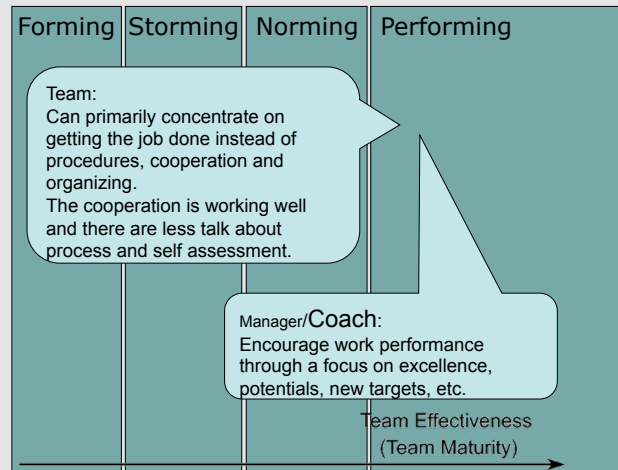 Forming Storming Norming Performing
Team:
Can primarily concentrate on
getting the job done instead of
procedures, cooperation and
organizing.
The cooperation is working well
and there are less talk about
process and self assessment.
Manager/Coach:
Encourage work performance
through a focus on excellence,
potentials, new targets, etc.
Team Effectiveness
(Team Maturity)